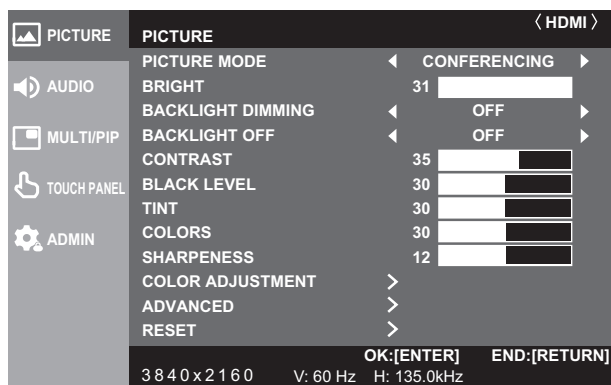 〈 HDMI 〉
PICTURE
PICTURE
PICTURE MODE CONFERENCING
AUDIO
BRIGHT 31
BACKLIGHT DIMMING OFF
MULTI/PIP
BACKLIGHT OFF OFF
CONTRAST 35
TOUCH PANEL
BLACK LEVEL 30
TINT 30
ADMIN
COLORS 30
SHARPENESS 12
COLOR ADJUSTMENT >
ADVANCED >
RESET >
OK:[ENTER] END:[RETURN]
3840x2160 V: 60 Hz H: 135.0kHz